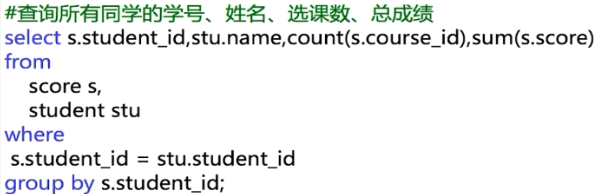 #查询所有同学的学号、姓名、选课数、总成绩
select s.student_id,stu.name,count(s.course_id),sum(s.score)
from
score s,
student stu
where
s.student_id = stu.student_id
group by s.student_id;